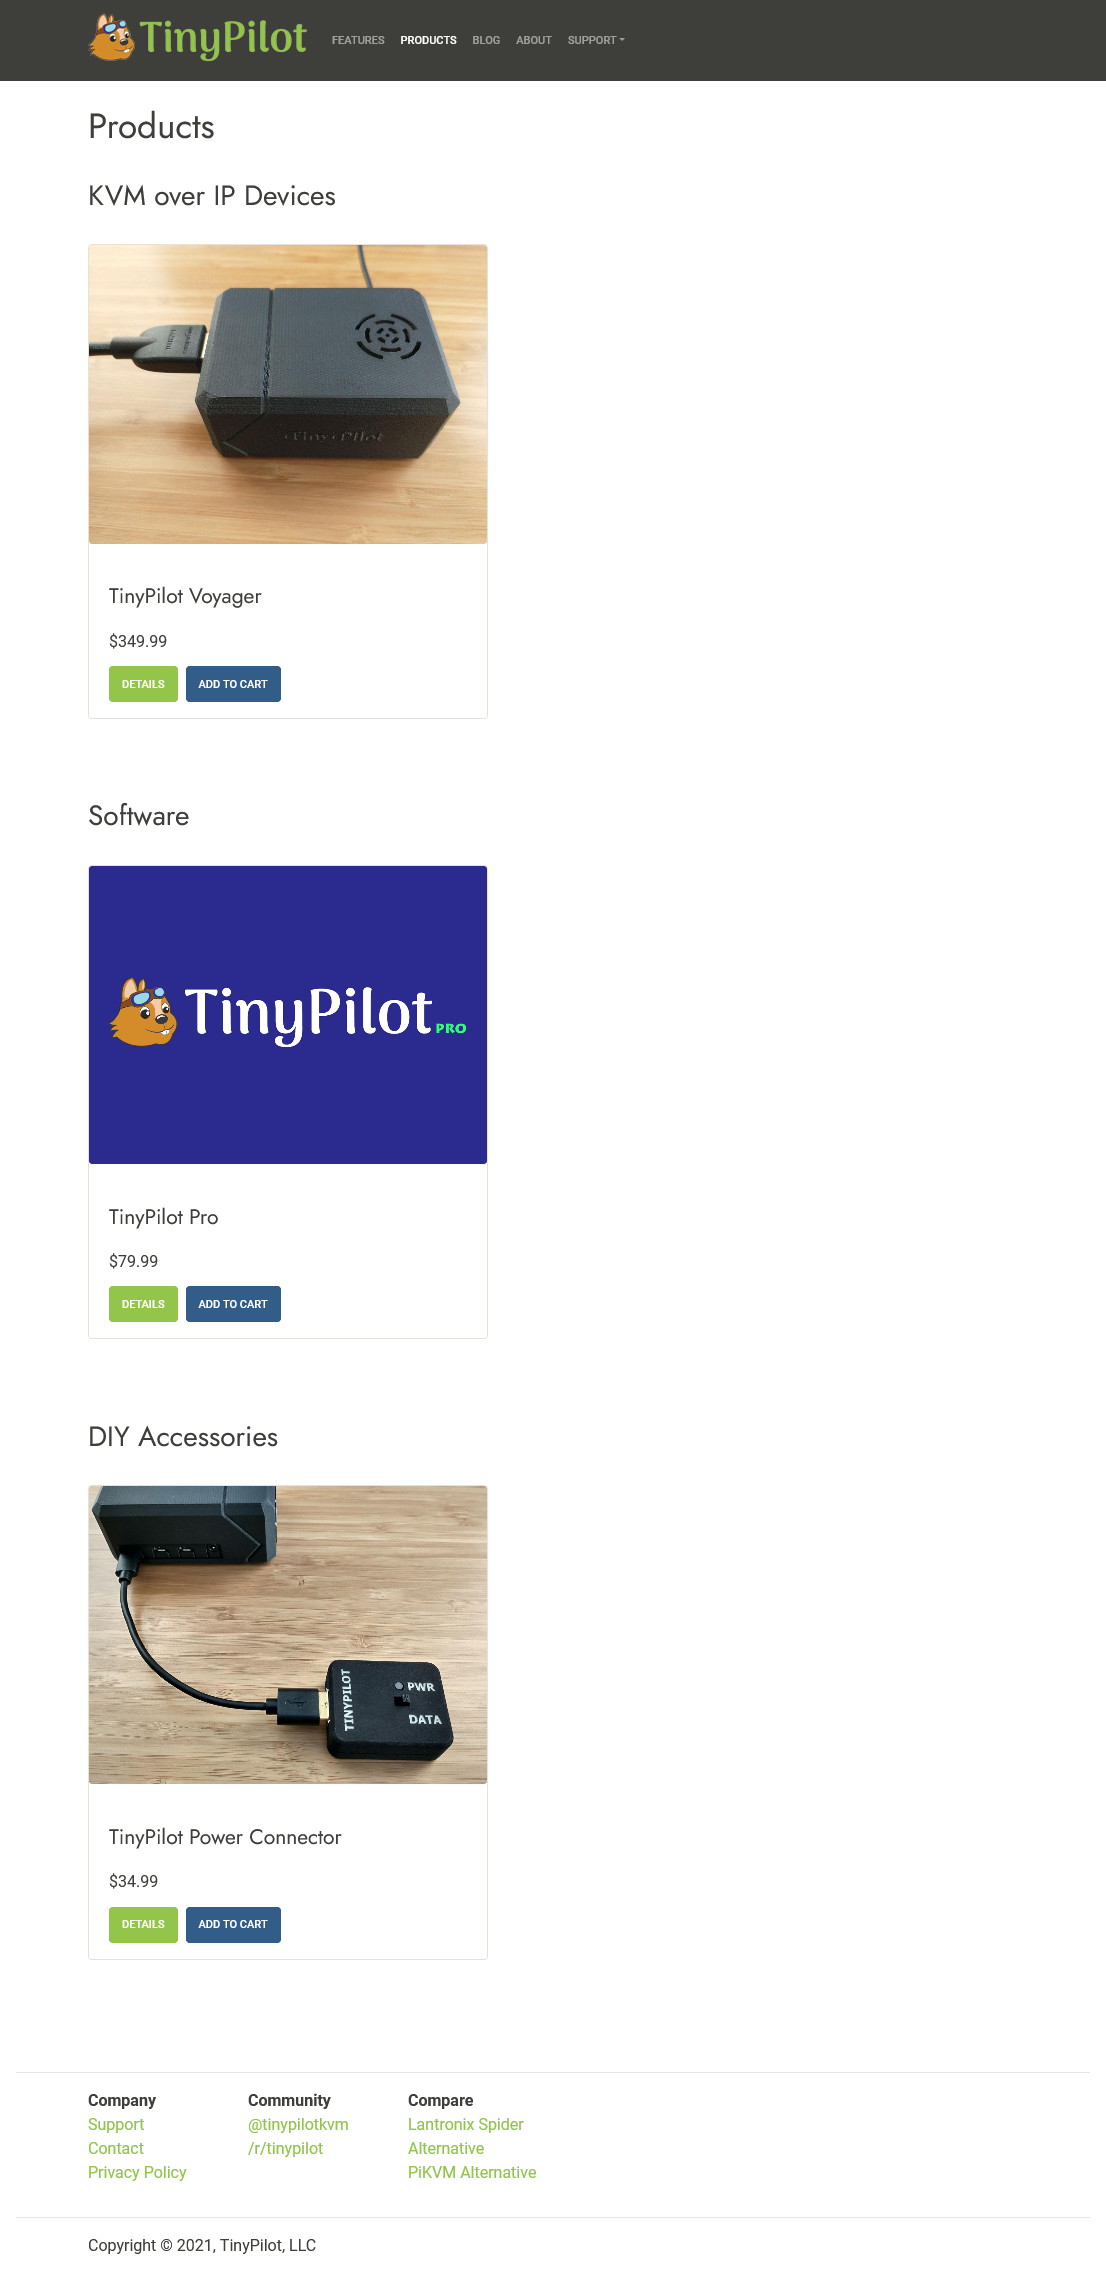 TinyPilot
FEATURES
PRODUCTS
BLOG
ABOUT
SUPPORT
Products
KVM over IP Devices
TinyPilot
TinyPilot Voyager
$349.99
DETAILS
ADD TO CART
Software
TinyPilot PRO
TinyPilot Pro
$79.99
DETAILS
ADD TO CART
DIY Accessories
TINYPILOT
PWR
DATA
TinyPilot Power Connector
$34.99
DETAILS
ADD TO CART
Company
Support
Contact
Privacy Policy
Community
@tinypilotkvm
/r/tinypilot
Compare
Lantronix Spider
Alternative
PiKVM Alternative
Copyright © 2021, TinyPilot, LLC